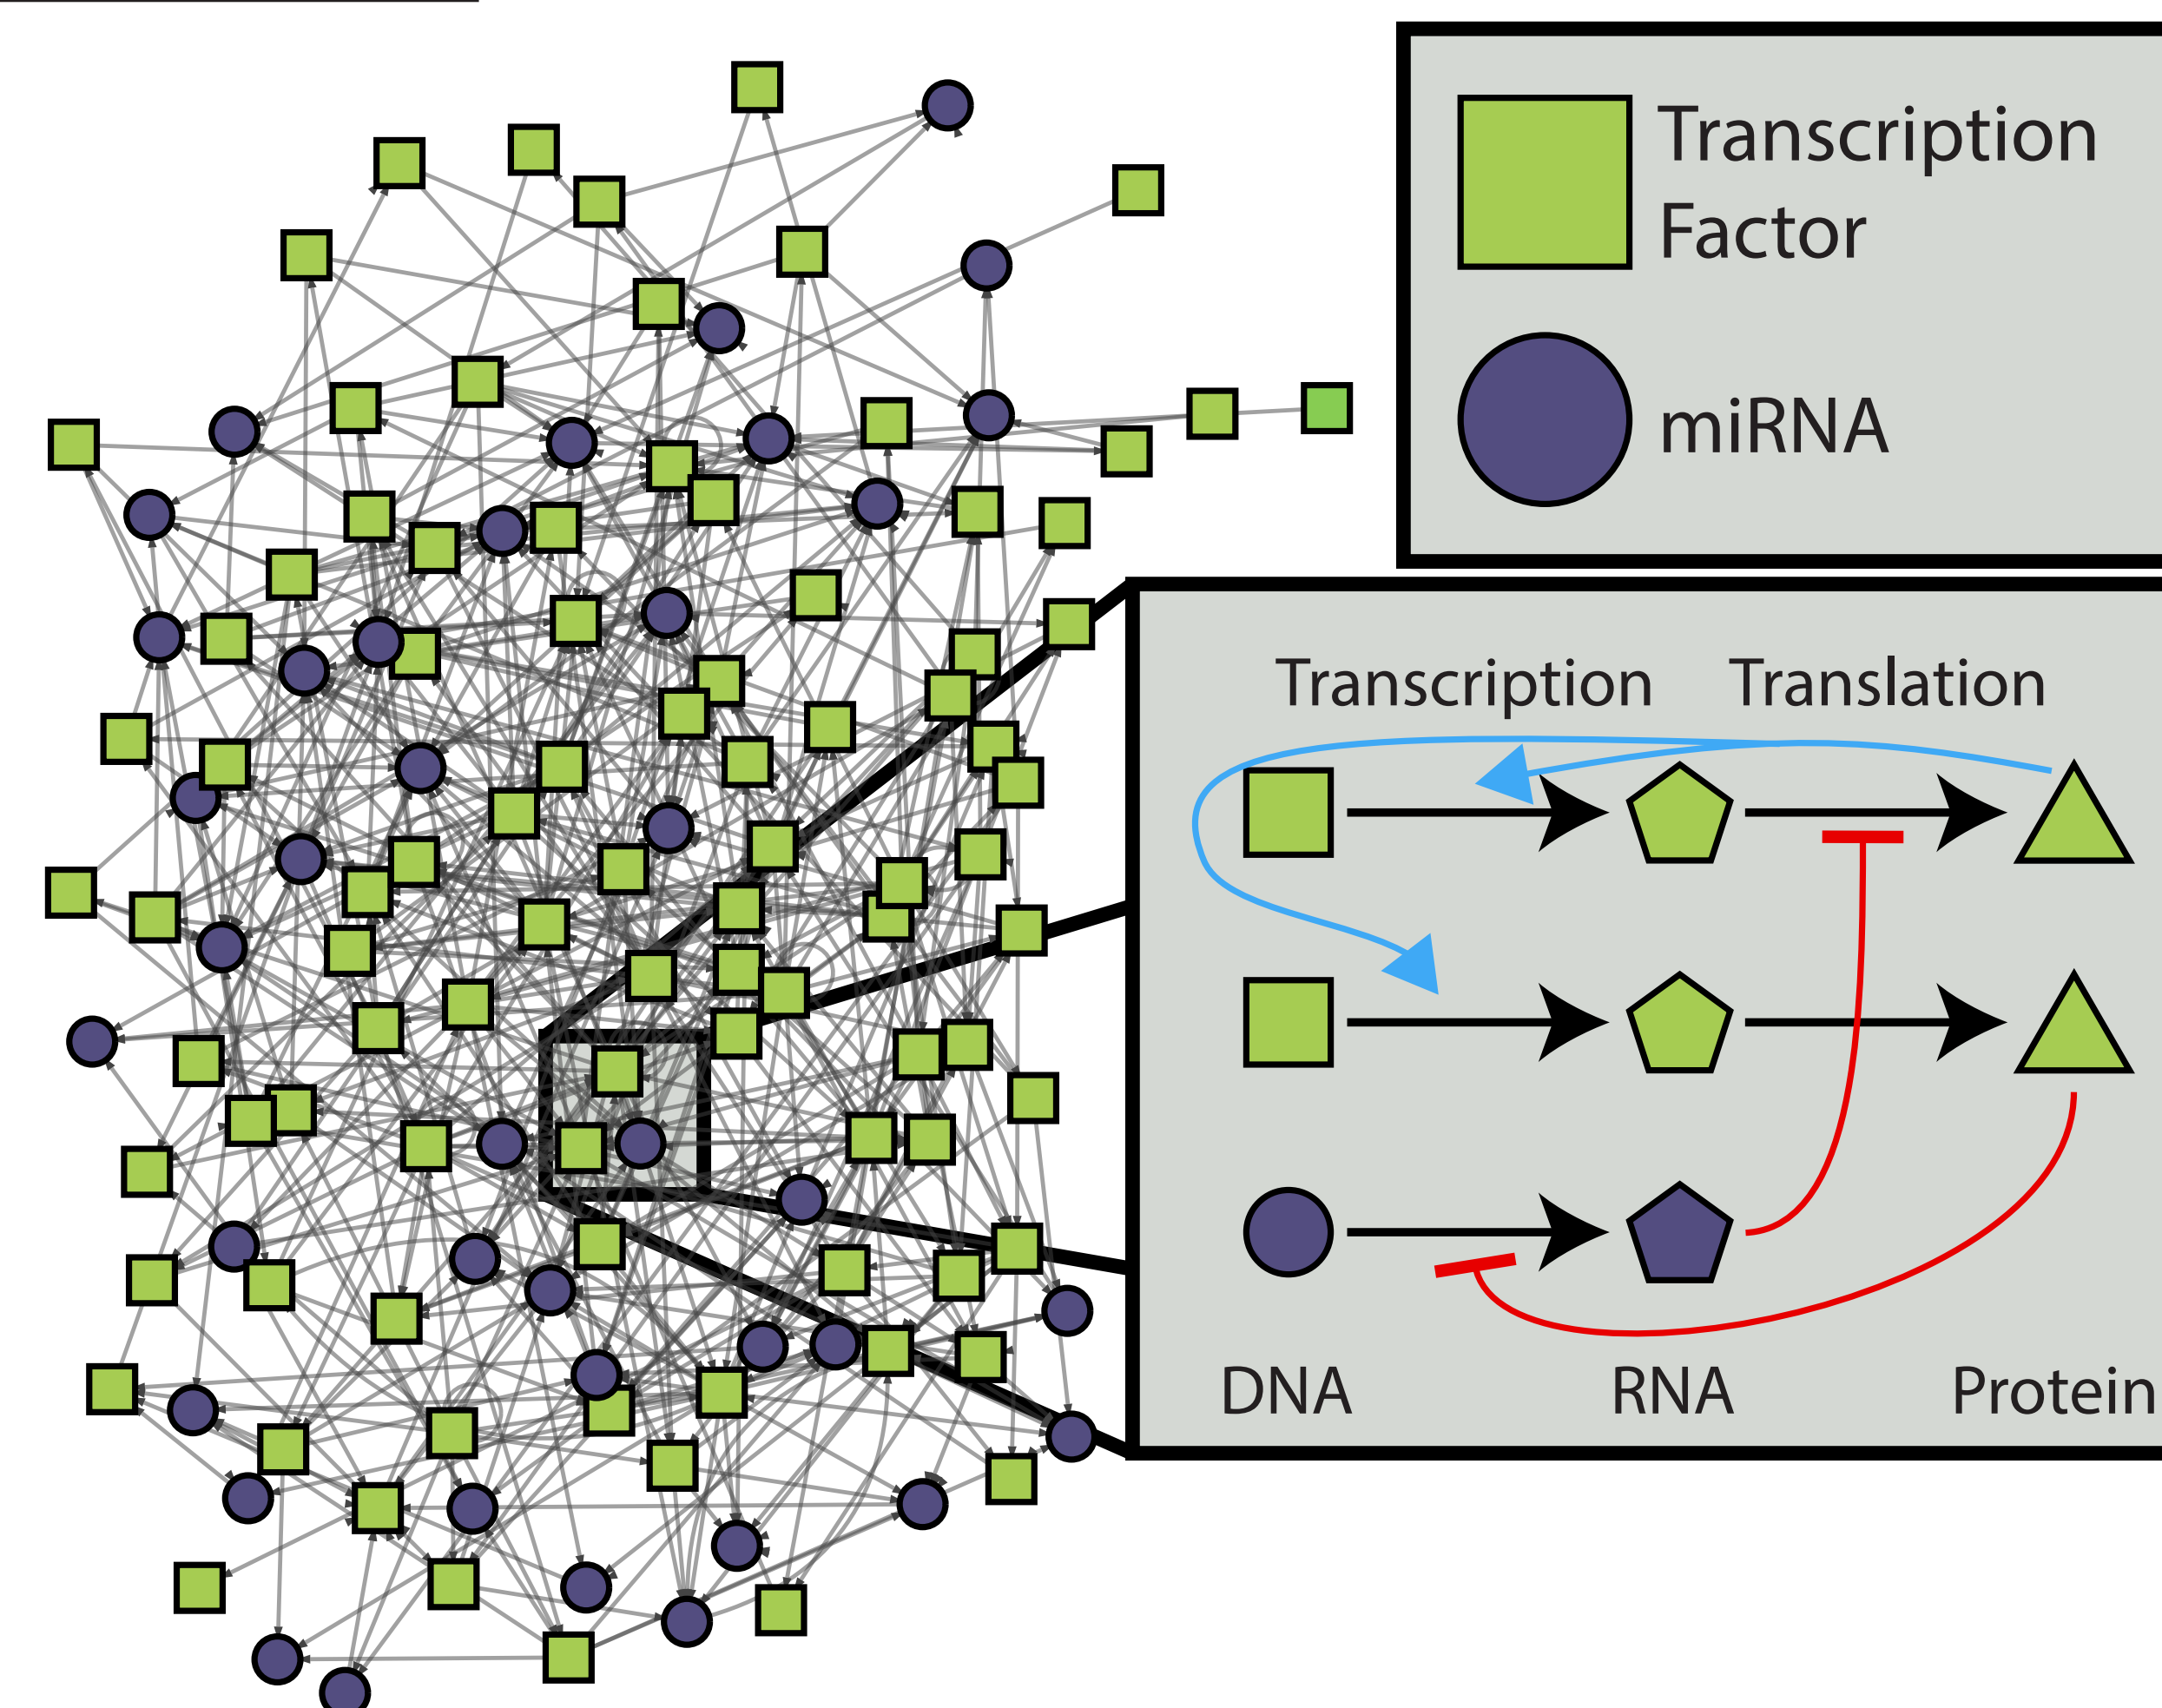 Transcription
Factor
miRNA
Transcription Translation
DNA RNA Protein